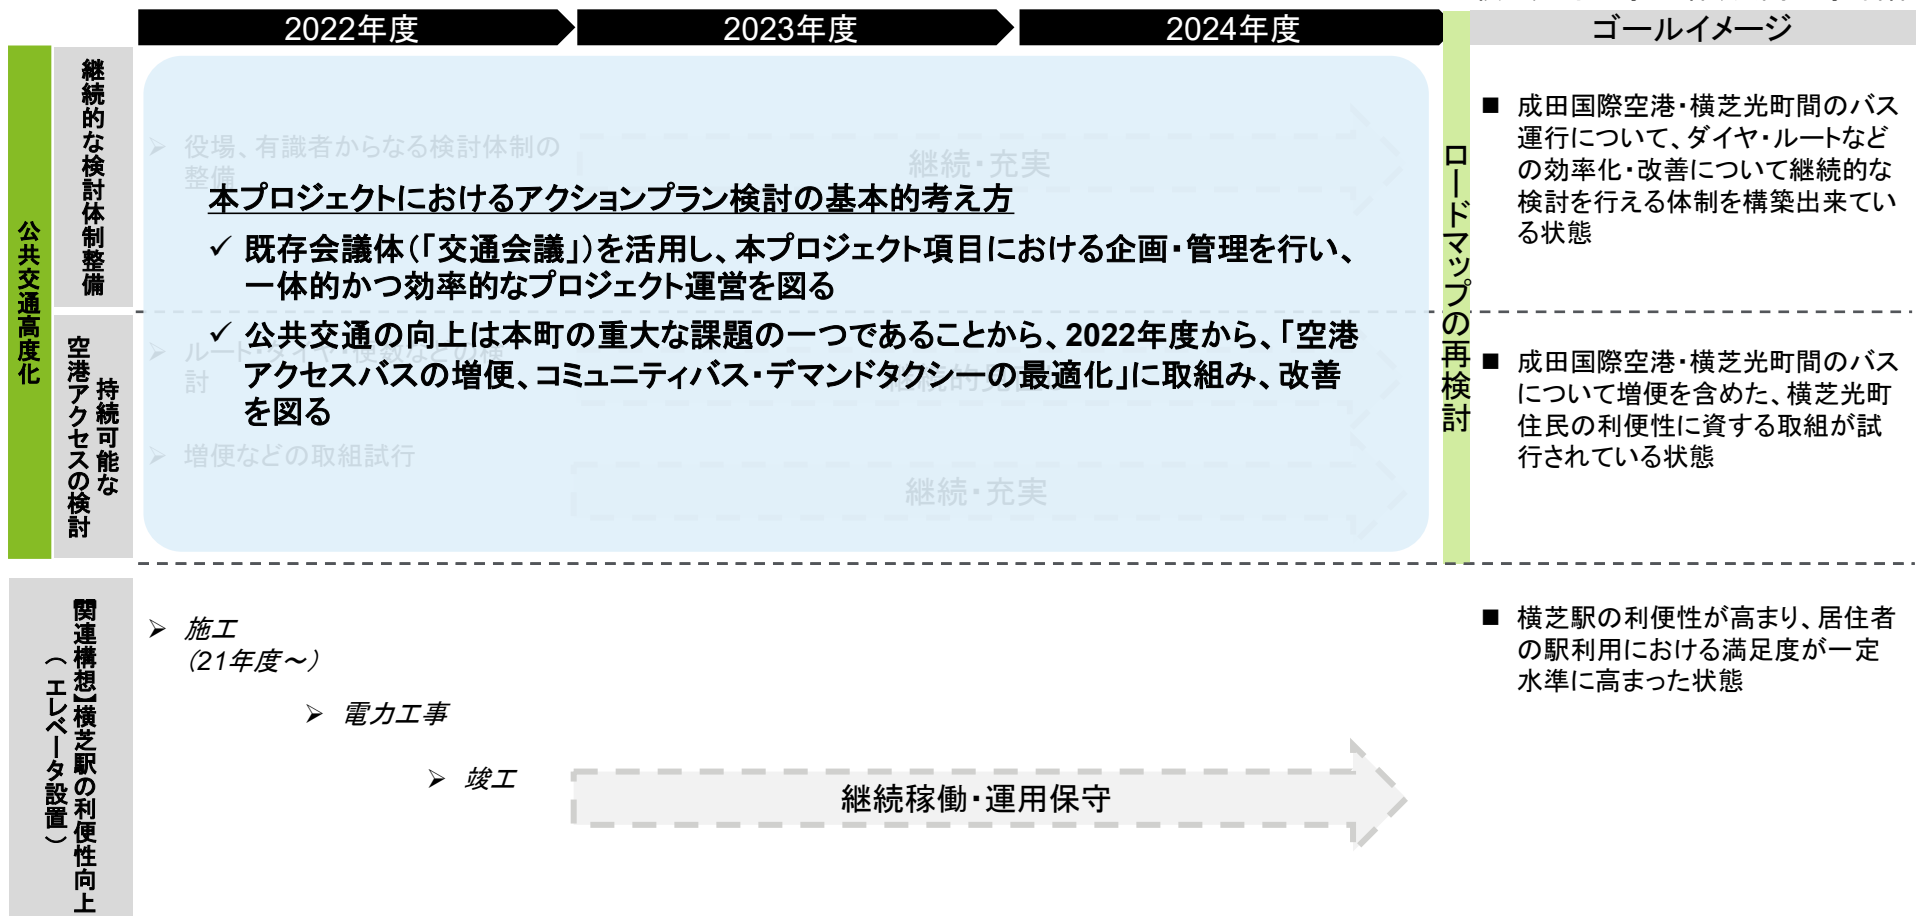 2022年度
2023年度
2024年度
ゴールイメージ
公共交通高度化
継続的な検討体制整備
➢ 役場、有識者からなる検討体制の
整備
継続・充実
本プロジェクトにおけるアクションプラン検討の基本的考え方
✓ 既存会議体（「交通会議」）を活用し、本プロジェクト項目における企画・管理を行い、
一体的かつ効率的なプロジェクト運営を図る
✓ 公共交通の向上は本町の重大な課題の一つであることから、2022年度から、「空港
アクセスバスの増便、コミュニティバス・デマンドタクシーの最適化」に取組み、改善
を図る
ロードマップの再検討
■ 成田国際空港・横芝光町間のバス
運行について、ダイヤ・ルートなど
の効率化・改善について継続的な
検討を行える体制を構築出来てい
る状態
持続可能な
空港アクセスの検討
➢ ルート・ダイヤ・便数などの検
討
➢ 増便などの取組試行
継続・充実
■ 成田国際空港・横芝光町間のバス
について増便を含めた、横芝光町
住民の利便性に資する取組が試
行されている状態
関連構想】横芝駅の利便性向上
（エレベータ設置）
➢ 施工
（21年度～）
➢ 電力工事
➢ 竣工
継続稼働・運用保守
■ 横芝駅の利便性が高まり、居住者
の駅利用における満足度が一定
水準に高まった状態